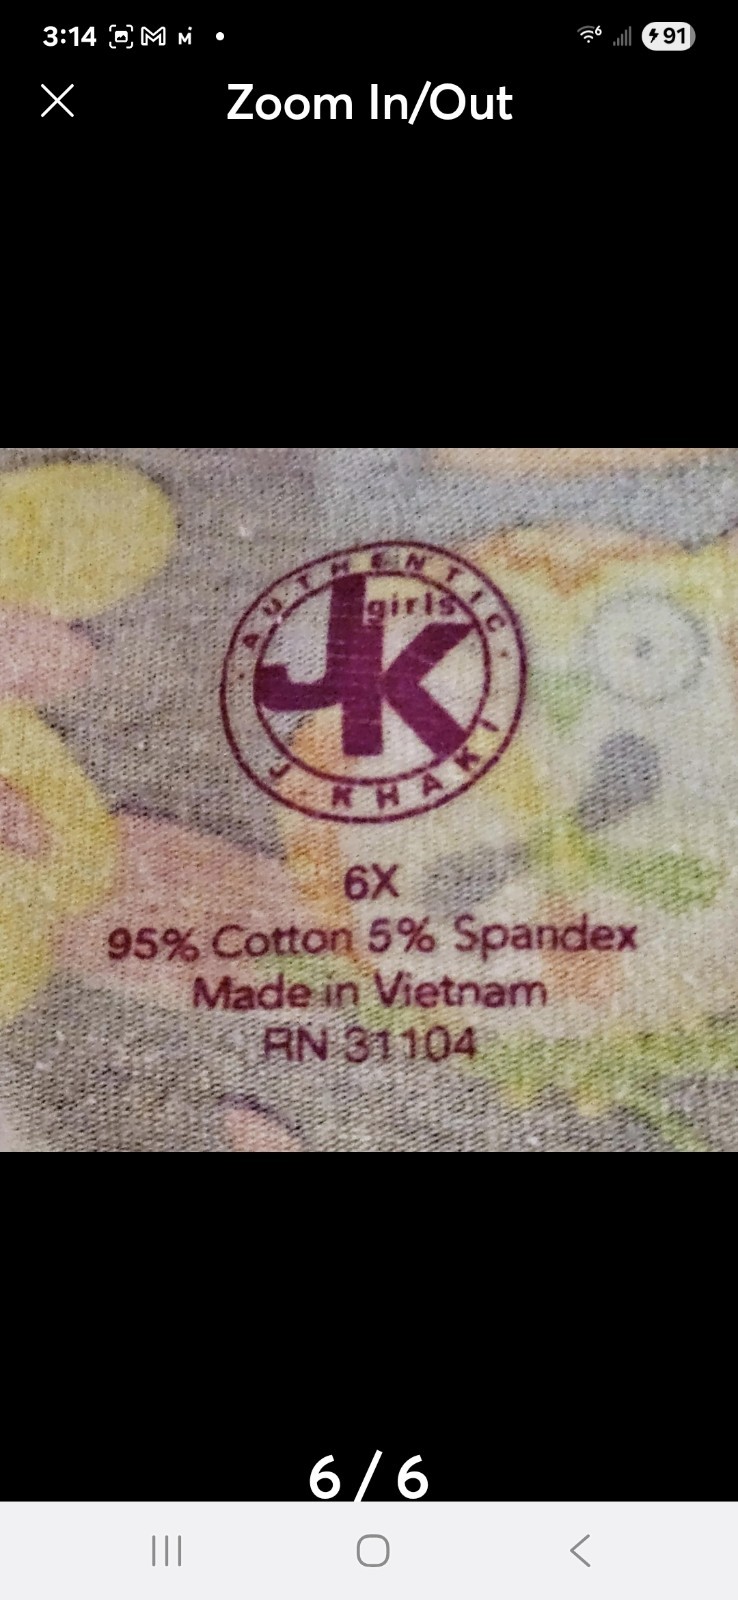 3:14
91
Zoom In/Out
AUTHENTIC
girls
JK
J KHAKI
6X
95% Cotton 5% Spandex
Made in Vietnam
RN 31104
6/6